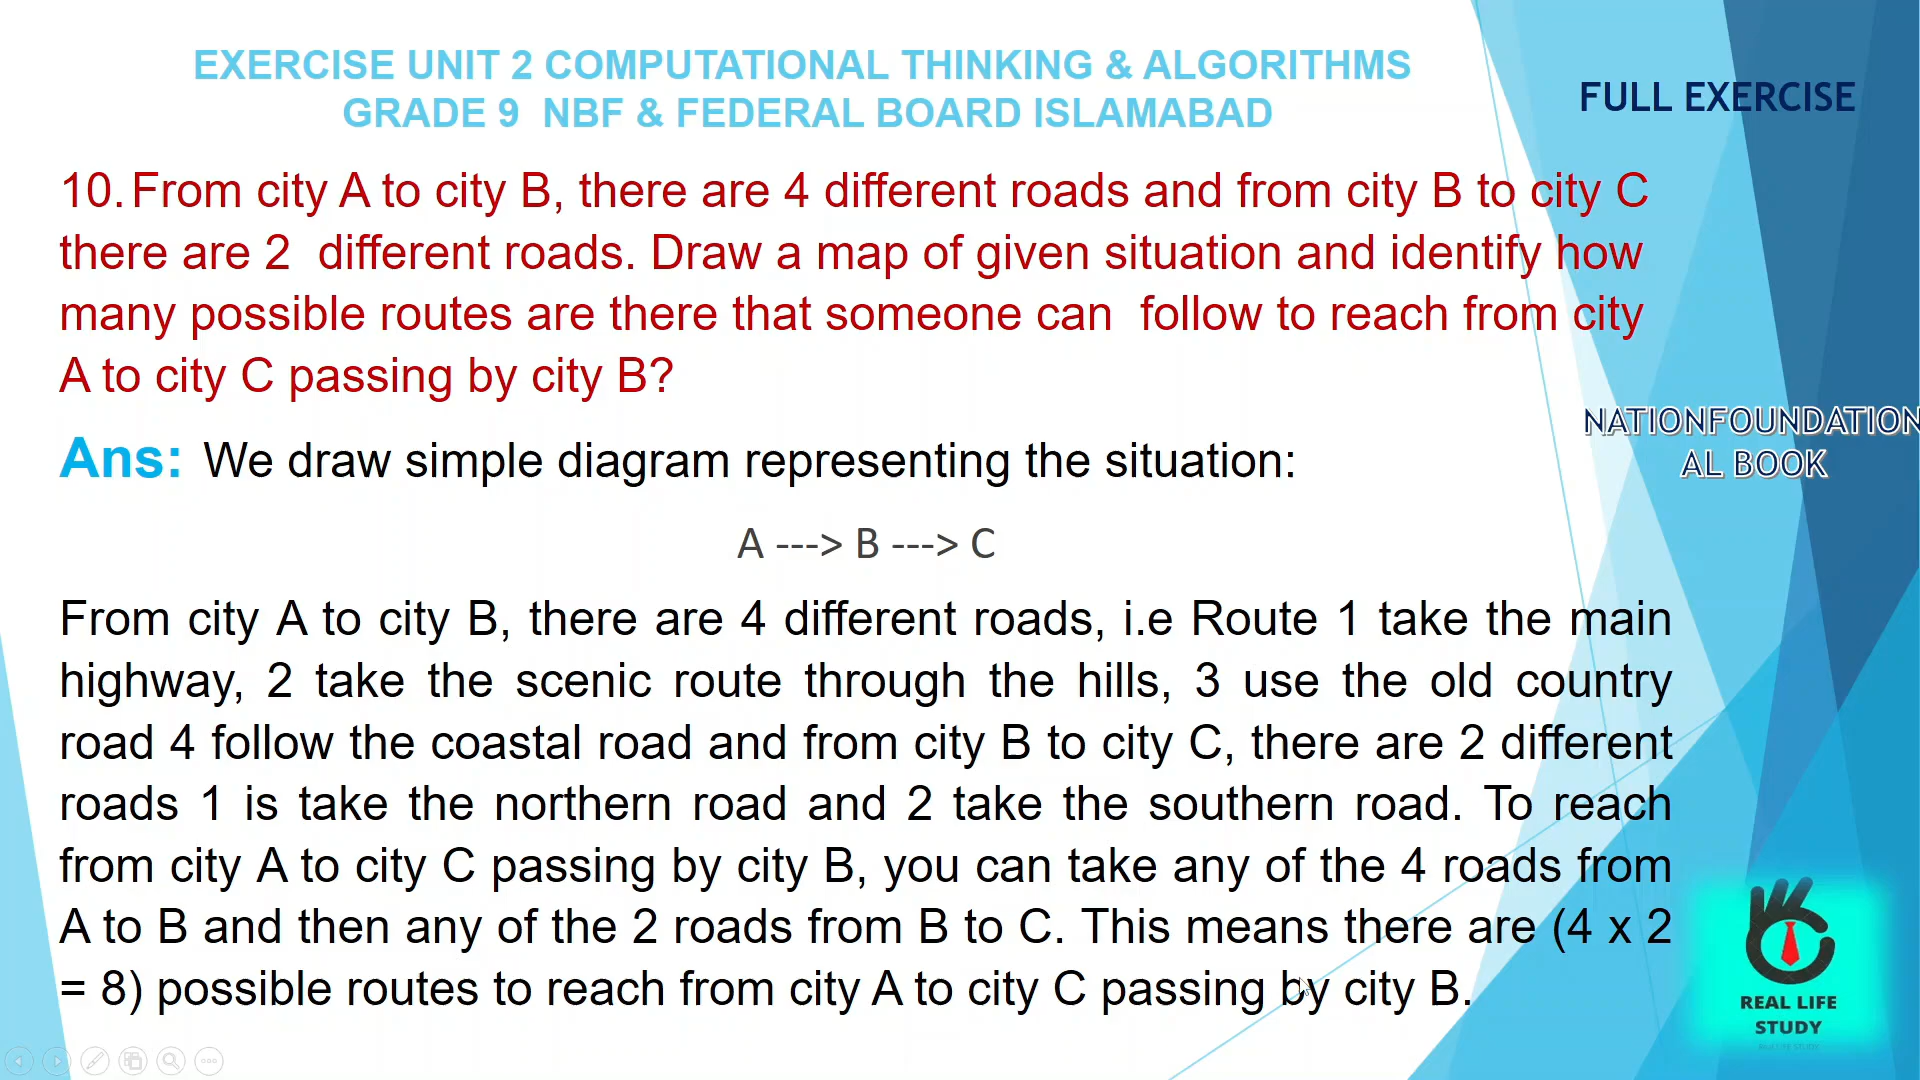 EXERCISE UNIT 2 COMPUTATIONAL THINKING & ALGORITHMS
GRADE 9 NBF & FEDERAL BOARD ISLAMABAD
FULL EXERCISE
10. From city A to city B, there are 4 different roads and from city B to city C
there are 2 different roads. Draw a map of given situation and identify how
many possible routes are there that someone can follow to reach from city
A to city C passing by city B?
NATIONFOUNDATION
AL BOOK
Ans: We draw simple diagram representing the situation:
A ---> B ---> C
From city A to city B, there are 4 different roads, i.e Route 1 take the main
highway, 2 take the scenic route through the hills, 3 use the old country
road 4 follow the coastal road and from city B to city C, there are 2 different
roads 1 is take the northern road and 2 take the southern road. To reach
from city A to city C passing by city B, you can take any of the 4 roads from
A to B and then any of the 2 roads from B to C. This means there are (4 x 2
= 8) possible routes to reach from city A to city C passing by city B.
REAL LIFE
STUDY